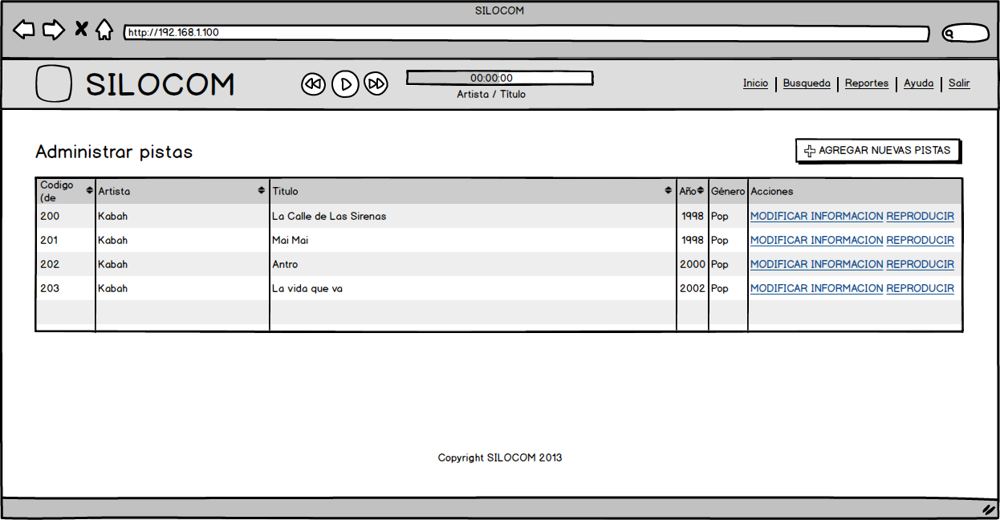 SILOCOM
http://192.168.1.100
SILOCOM
00:00:00
Artista / Título
Inicio Busqueda Reportes Ayuda Salir
Administrar pistas
AGREGAR NUEVAS PISTAS
Codigo (de Artista Titulo Año Género Acciones
200 Kabah La Calle de Las Sirenas 1998 Pop MODIFICAR INFORMACION REPRODUCIR
201 Kabah Mai Mai 1998 Pop MODIFICAR INFORMACION REPRODUCIR
202 Kabah Antro 2000 Pop MODIFICAR INFORMACION REPRODUCIR
203 Kabah La vida que va 2002 Pop MODIFICAR INFORMACION REPRODUCIR
Copyright SILOCOM 2013